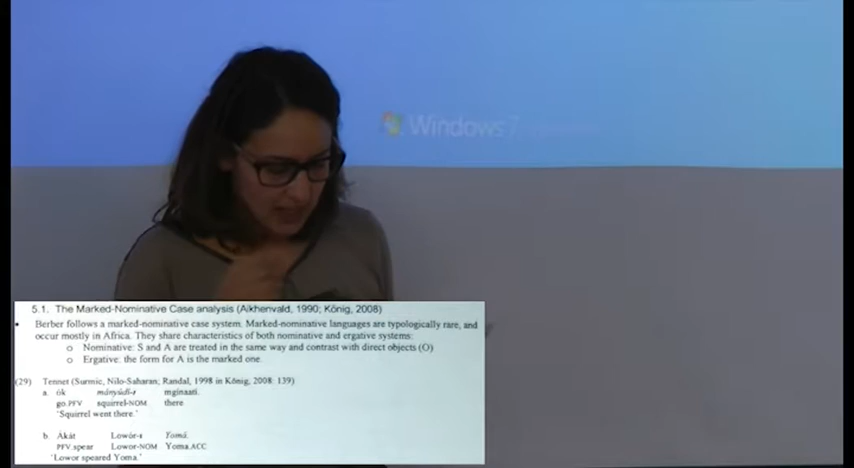 Windows 7
5.1. The Marked-Nominative Case analysis (Aikhenvald, 1990; König, 2008)
• Berber follows a marked-nominative case system. Marked-nominative languages are typologically rare, and
occur mostly in Africa. They share characteristics of both nominative and ergative systems:
o Nominative: S and A are treated in the same way and contrast with direct objects (O)
o Ergative: the form for A is the marked one
(29) Tennet (Surmic, Nilo-Saharan; Randal, 1998 in König, 2008: 139)
a. ók mányúdí-ɪ mgínaatí.
go.PFV squirrel-NOM there
'Squirrel went there.'
b. Ákát Lowór-ɪ Yomá.
PFV.spear Lowor-NOM Yoma.ACC
'Lowor speared Yoma.'